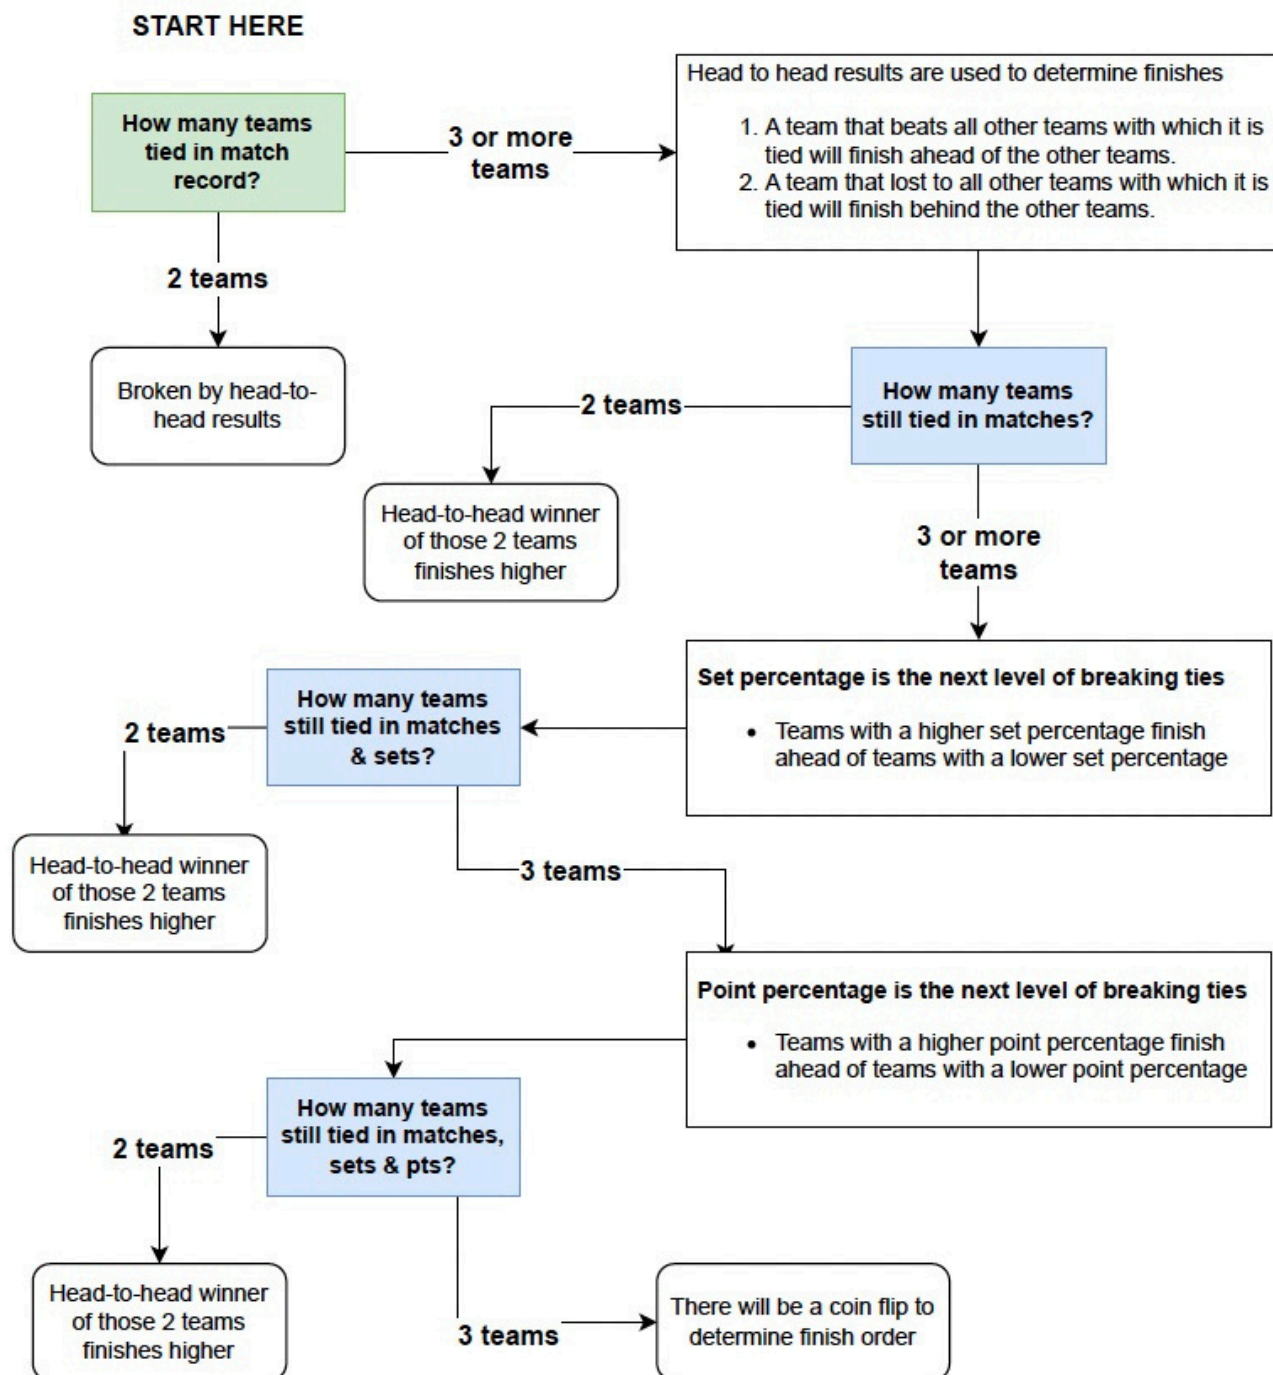 START HERE
How many teams
tied in match
record?
3 or more
teams
Head to head results are used to determine finishes
1. A team that beats all other teams with which it is
tied will finish ahead of the other teams.
2. A team that lost to all other teams with which it is
tied will finish behind the other teams.
2 teams
Broken by head-to-
head results
How many teams
still tied in matches?
2 teams
Head-to-head winner
of those 2 teams
finishes higher
3 or more
teams
Set percentage is the next level of breaking ties
• Teams with a higher set percentage finish
ahead of teams with a lower set percentage
How many teams
still tied in matches
& sets?
2 teams
Head-to-head winner
of those 2 teams
finishes higher
3 teams
Point percentage is the next level of breaking ties
• Teams with a higher point percentage finish
ahead of teams with a lower point percentage
How many teams
still tied in matches,
sets & pts?
2 teams
Head-to-head winner
of those 2 teams
finishes higher
3 teams
There will be a coin flip to
determine finish order